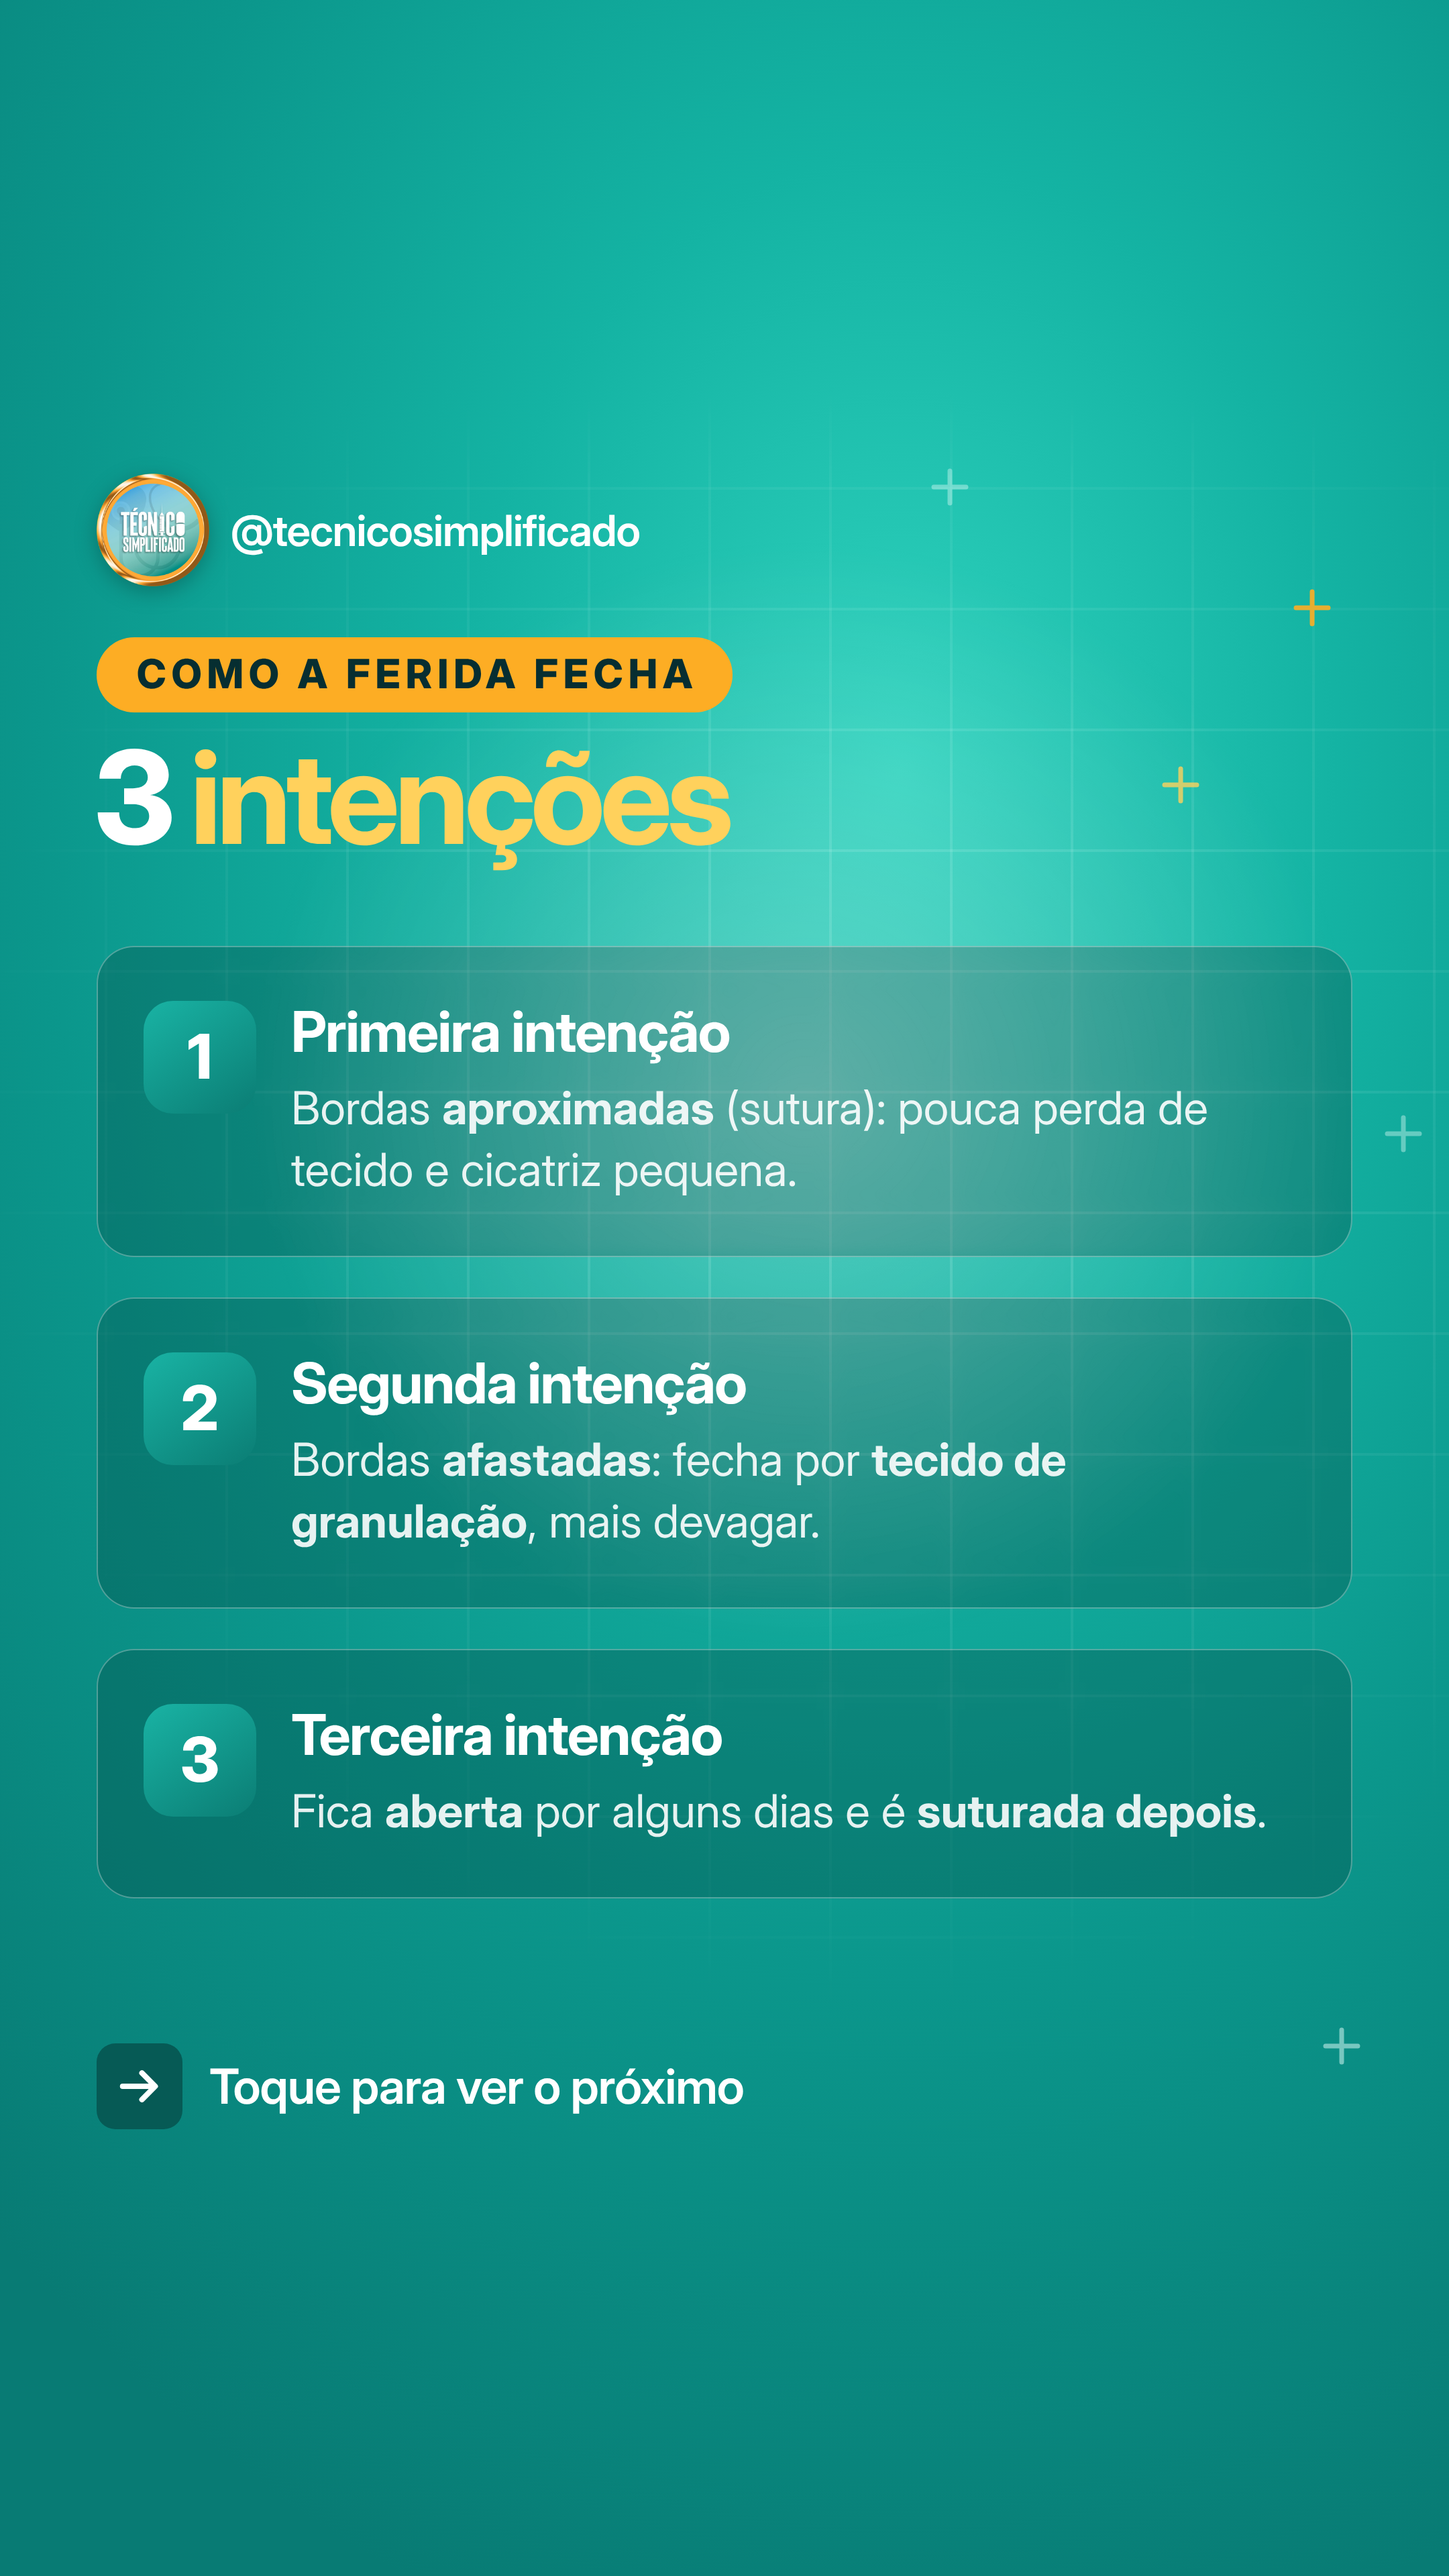 TÉCNICO
SIMPLIFICADO
@tecnicosimplificado
COMO A FERIDA FECHA
3 intenções
1
Primeira intenção
Bordas aproximadas (sutura): pouca perda de
tecido e cicatriz pequena.
2
Segunda intenção
Bordas afastadas: fecha por tecido de
granulação, mais devagar.
3
Terceira intenção
Fica aberta por alguns dias e é suturada depois.
Toque para ver o próximo